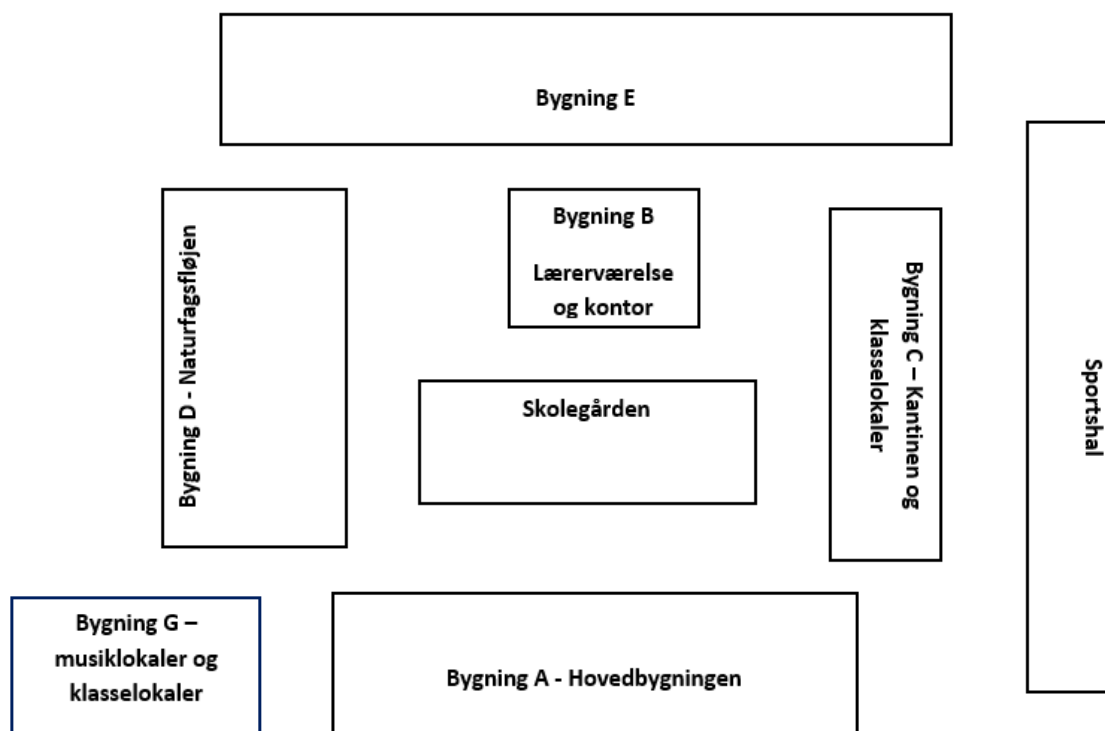 Bygning E
Bygning B
Lærerværelse
og kontor
Bygning D - Naturfagsfløjen
Bygning C – Kantinen og
klasselokaler
Sportshal
Skolegården
Bygning G –
musiklokaler og
klasselokaler
Bygning A - Hovedbygningen